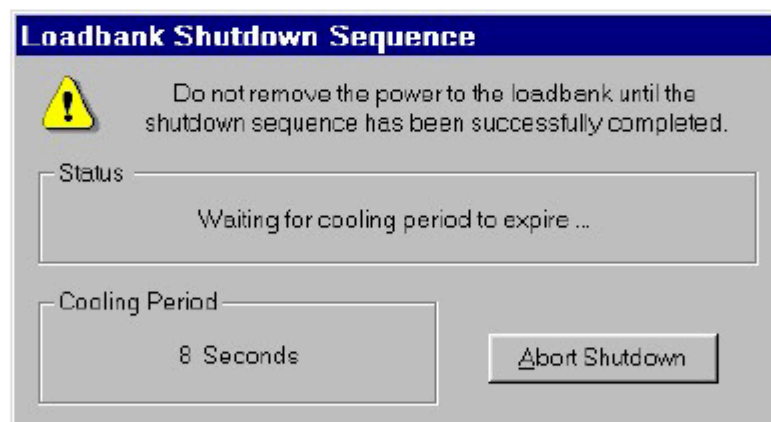 Loadbank Shutdown Sequence
Do not remove the power to the loadbank until the
shutdown sequence has been successfully completed.
Status
Waiting for cooling period to expire ...
Cooling Period
8 Seconds
Abort Shutdown